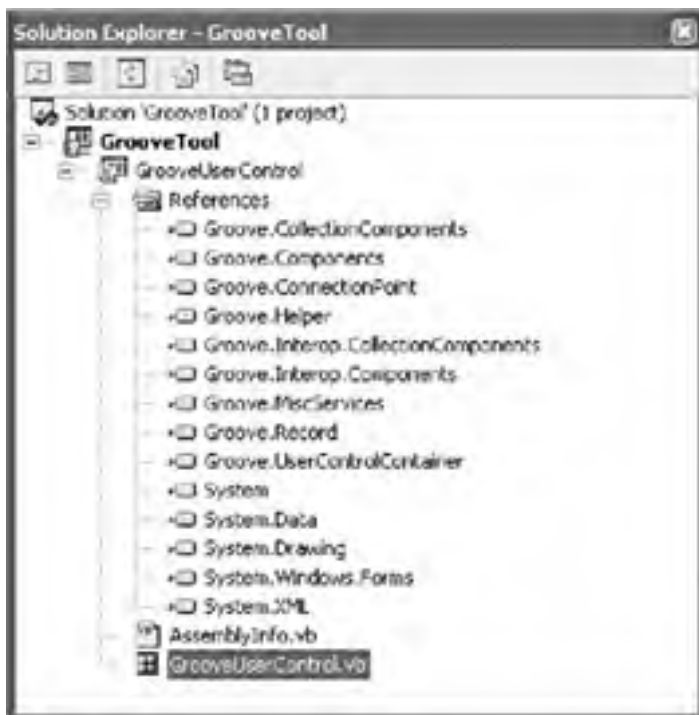 Solution Explorer - GrooveTool
Solution 'GrooveTool' (1 project)
GrooveTool
GrooveUserControl
References
Groove.CollectionComponents
Groove.Components
Groove.ConnectionPoint
Groove.Helper
Groove.Interop.CollectionComponents
Groove.Interop.Components
Groove.MiscServices
Groove.Record
Groove.UserControlContainer
System
System.Data
System.Drawing
System.Windows.Forms
System.XML
AssemblyInfo.vb
GrooveUserControl.vb